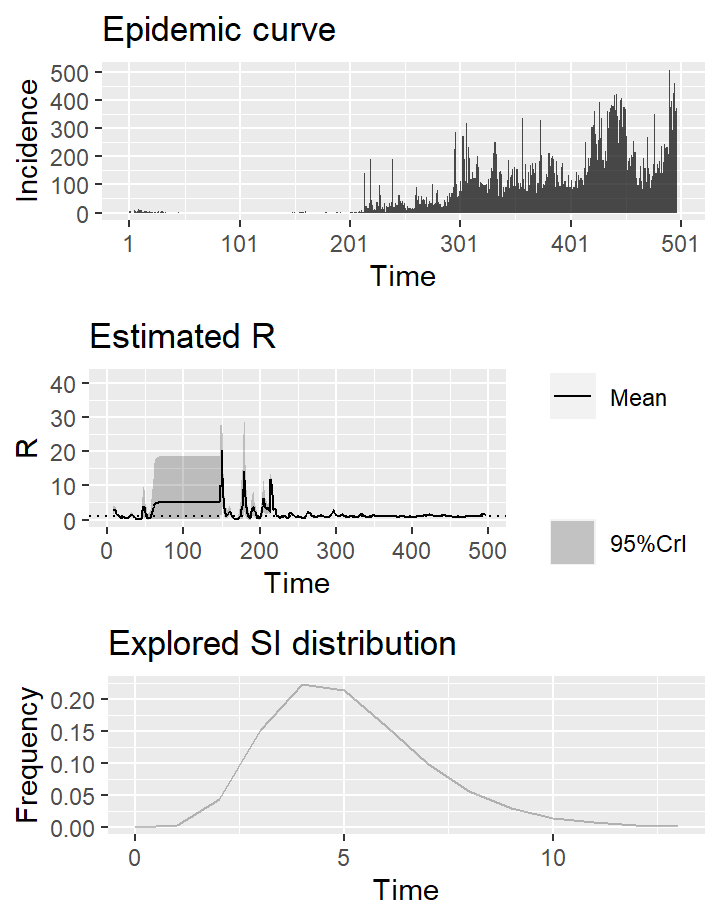 Epidemic curve
Incidence
500
400
300
200
100
0
1 101 201 301 401 501
Time
Estimated R
R
40
30
20
10
0
0 100 200 300 400 500
Time
Mean
95%CrI
Explored SI distribution
Frequency
0.20
0.15
0.10
0.05
0.00
0 5 10
Time